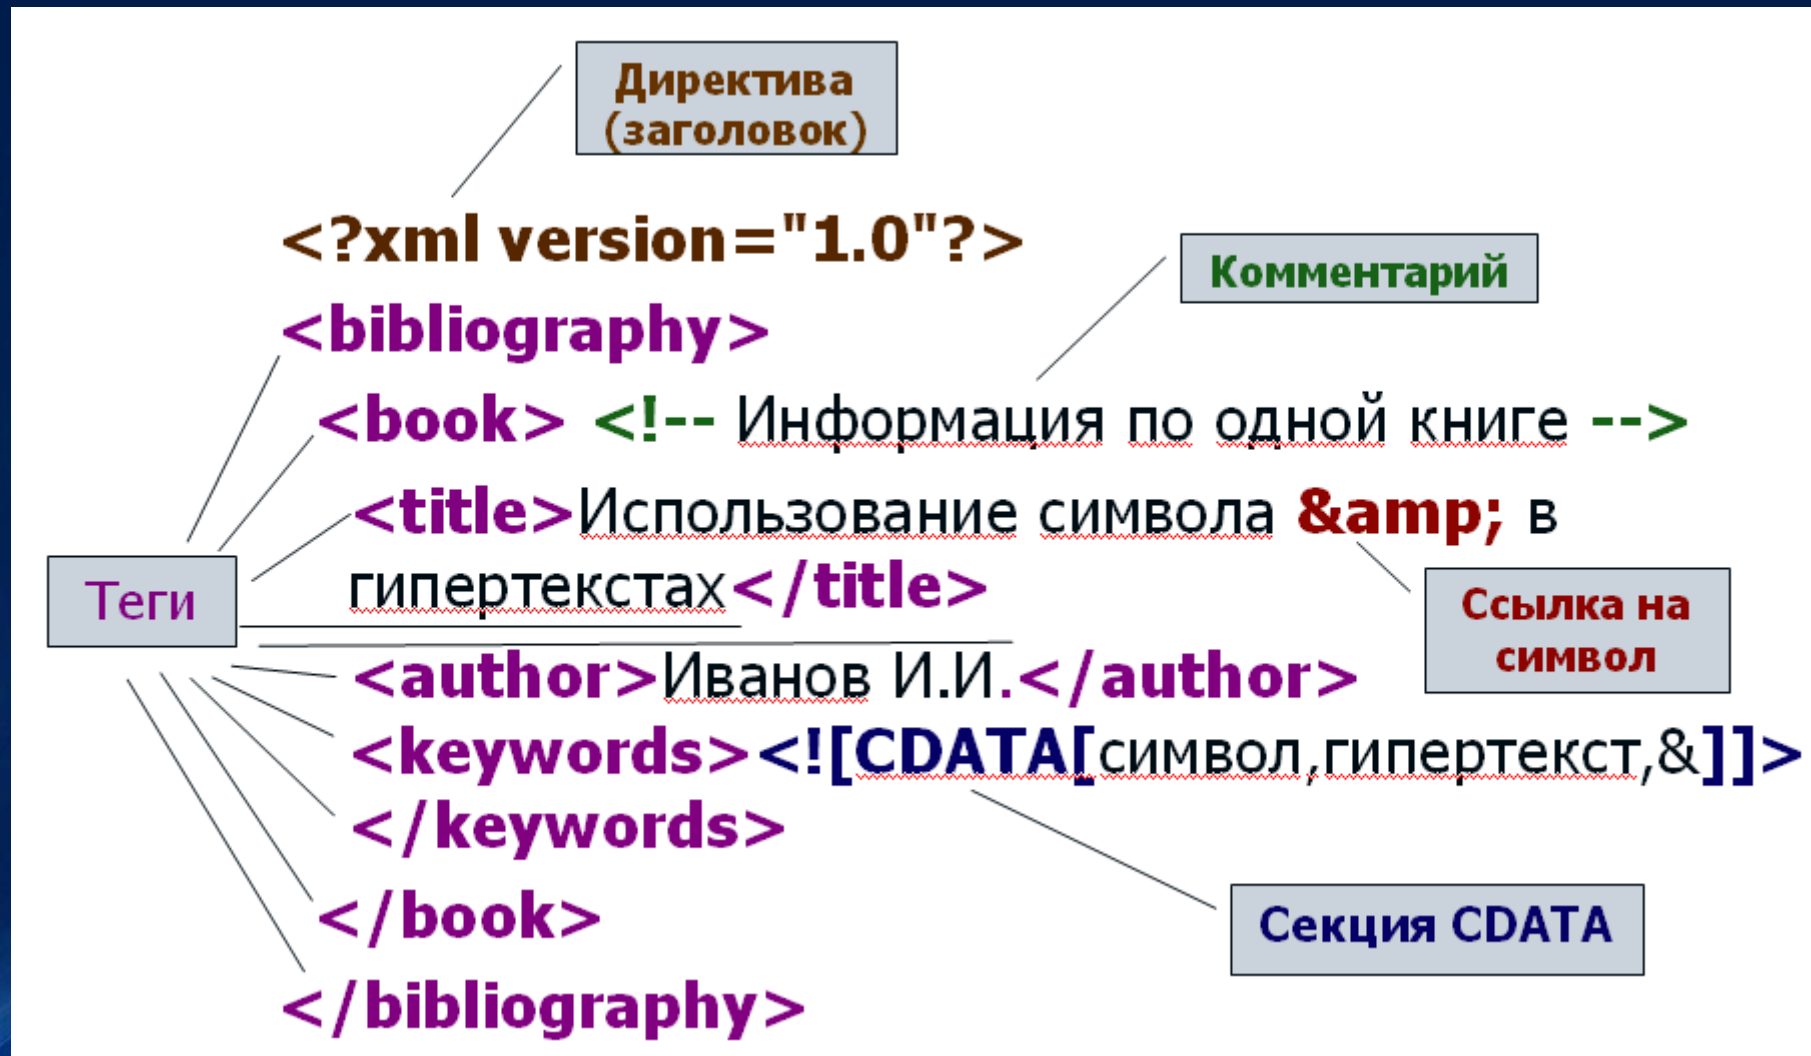 Директива
(заголовок)
<?xml version="1.0"?>
Комментарий
<bibliography>
<book> <!-- Информация по одной книге -->
<title>Использование символа &amp; в
гипертекстах</title>
Теги
Ссылка на
символ
<author>Иванов И.И.</author>
<keywords><![CDATA[символ,гипертекст,&]]>
</keywords>
</book>
Секция CDATA
</bibliography>